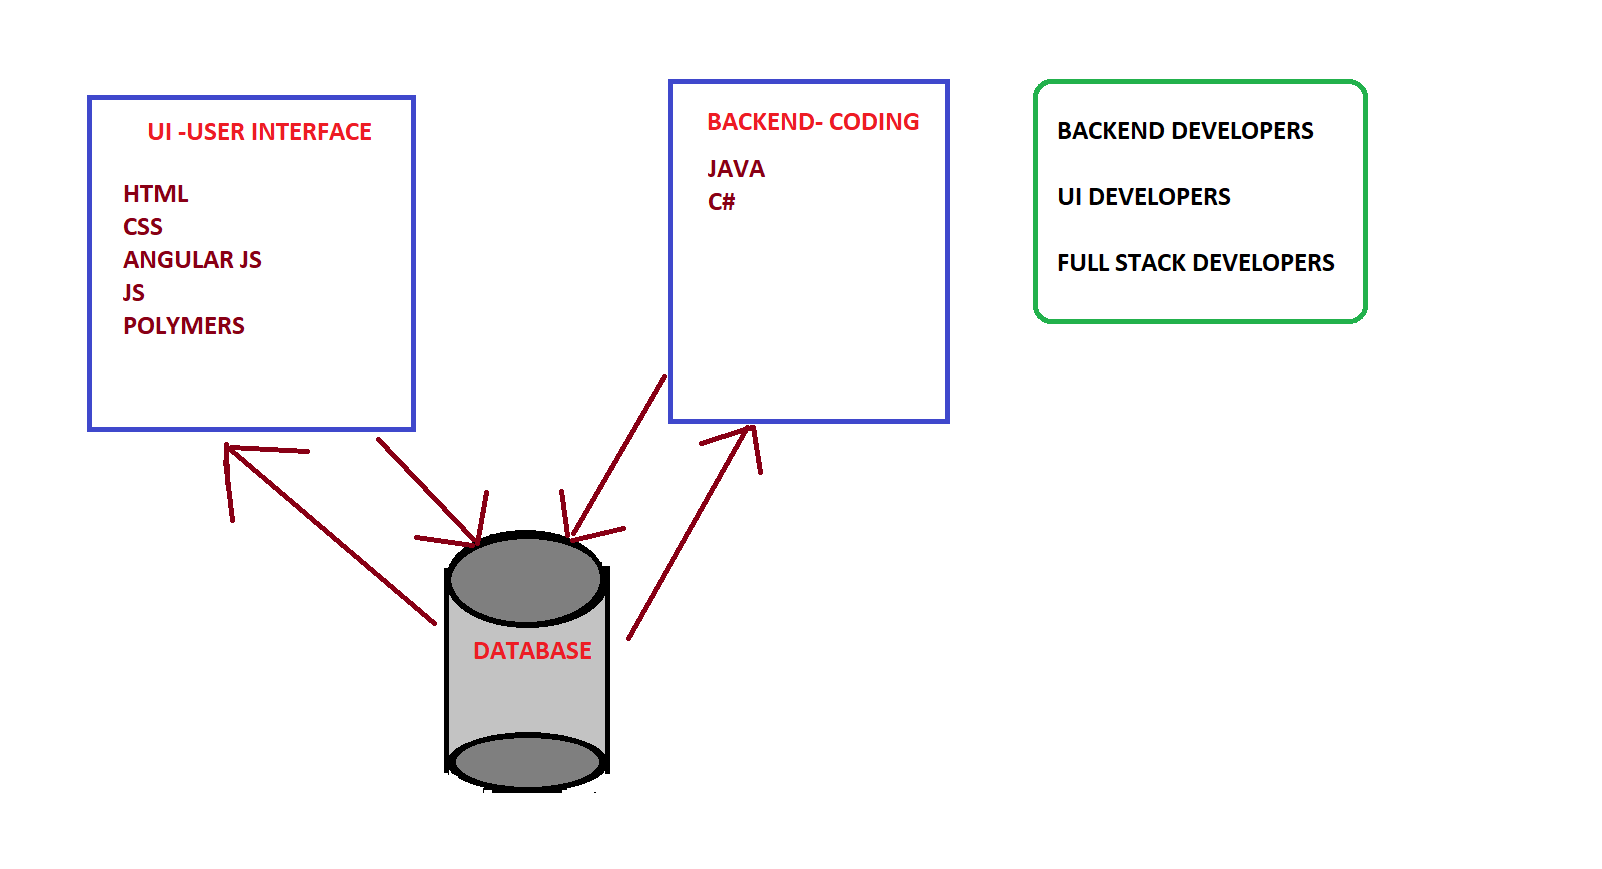 UI -USER INTERFACE
HTML
CSS
ANGULAR JS
JS
POLYMERS
BACKEND- CODING
JAVA
C#
BACKEND DEVELOPERS
UI DEVELOPERS
FULL STACK DEVELOPERS
DATABASE